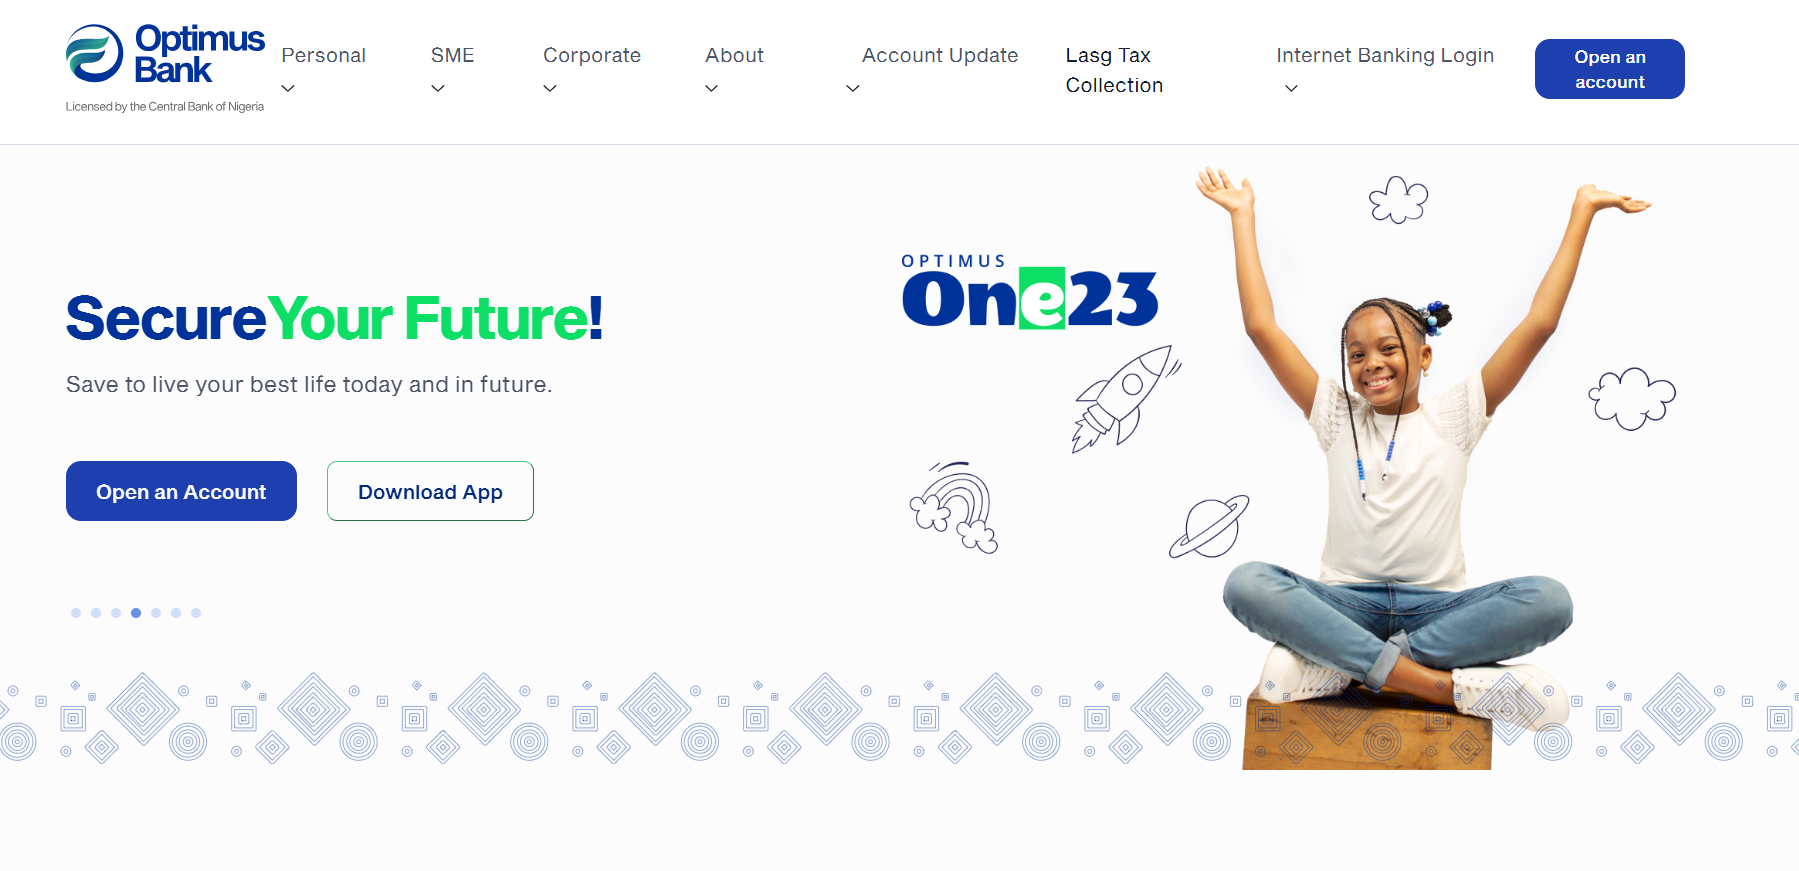 Optimus
Bank
Licensed by the Central Bank of Nigeria
Personal
SME
Corporate
About
Account Update
Lasg Tax
Collection
Internet Banking Login
Open an
account
SecureYour Future!
Save to live your best life today and in future.
Open an Account
Download App
OPTIMUS
One23